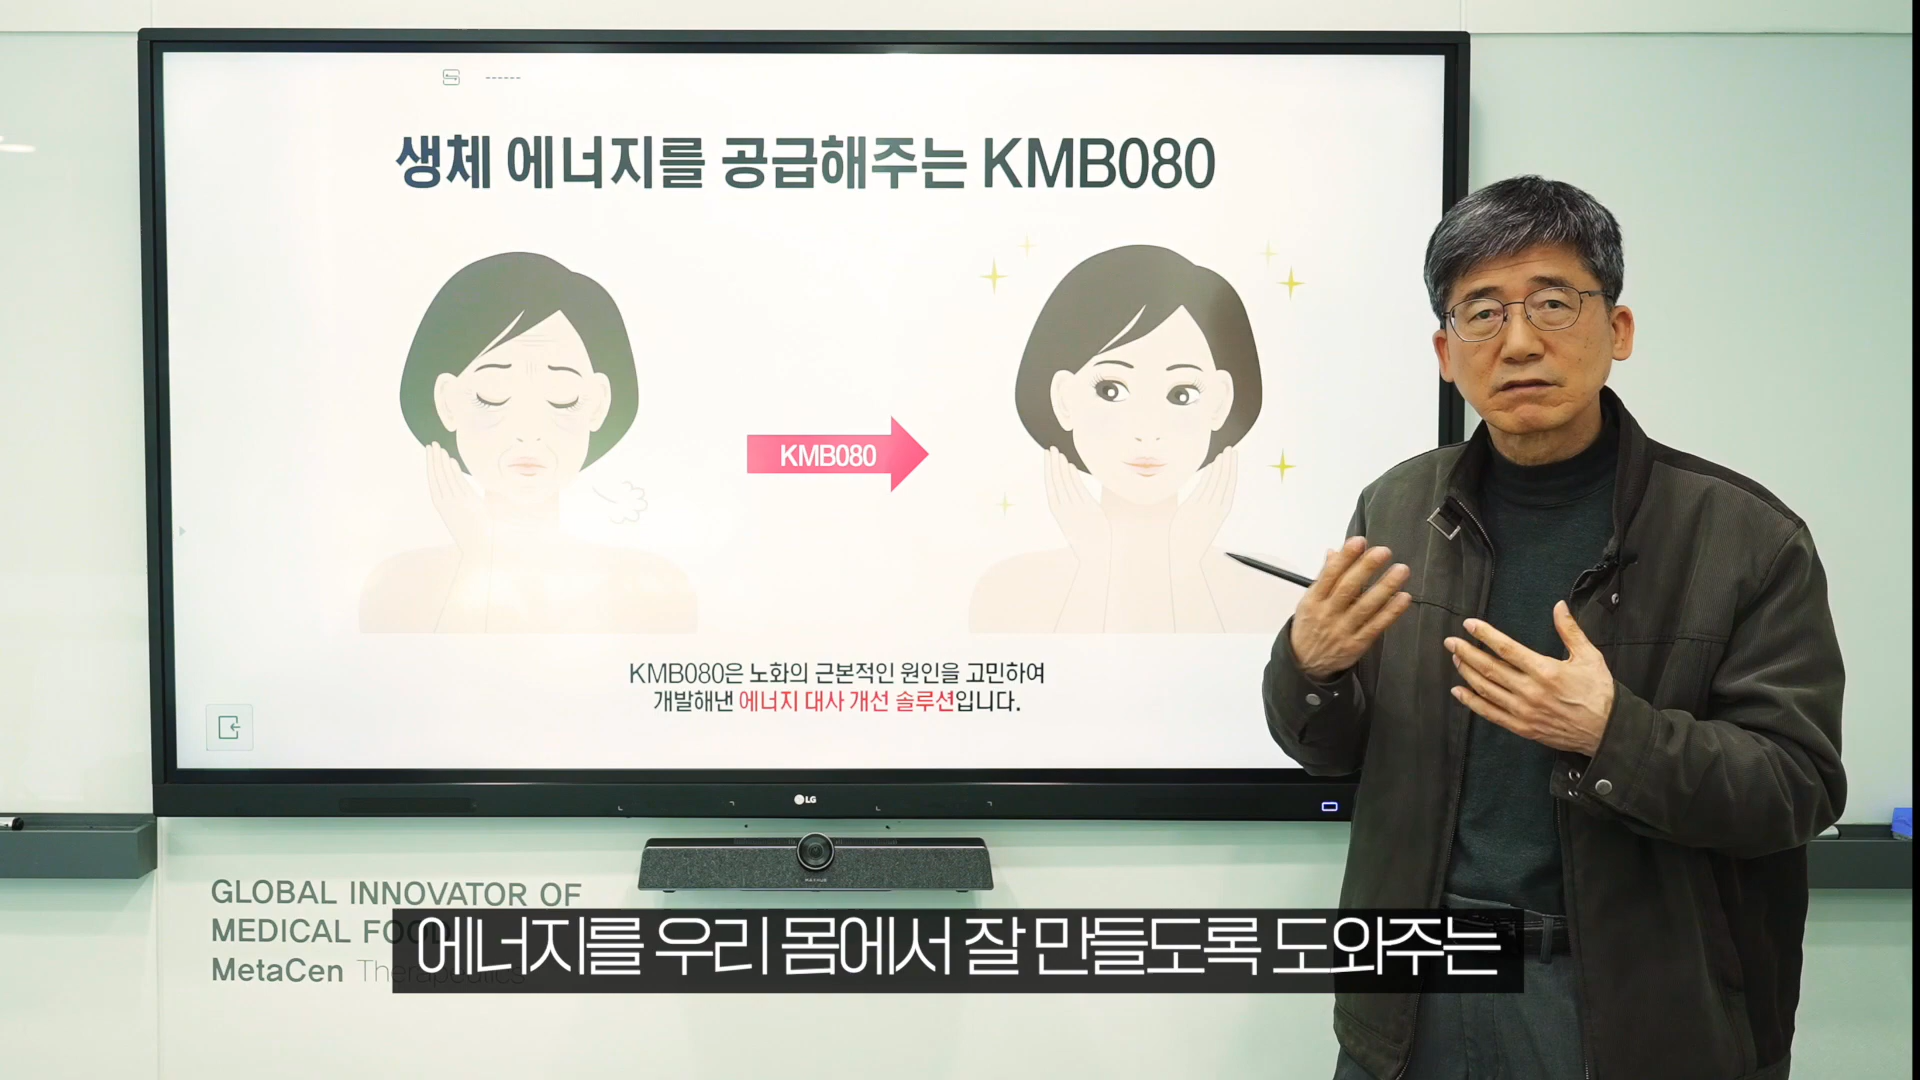 생체 에너지를 공급해주는 KMB080
KMB080
KMB080은 노화의 근본적인 원인을 고민하여
개발해낸 에너지 대사 개선 솔루션입니다.
LG
GLOBAL INNOVATOR OF
MEDICAL FOOD
MetaCen Therapeutics
에너지를 우리 몸에서 잘 만들도록 도와주는